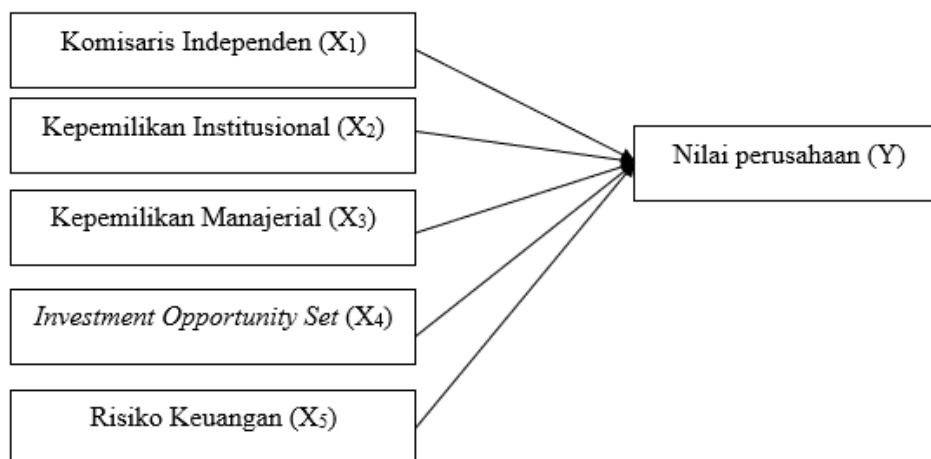 Komisaris Independen (X₁)
Kepemilikan Institusional (X₂)
Kepemilikan Manajerial (X₃)
Investment Opportunity Set (X₄)
Risiko Keuangan (X₅)
Nilai perusahaan (Y)